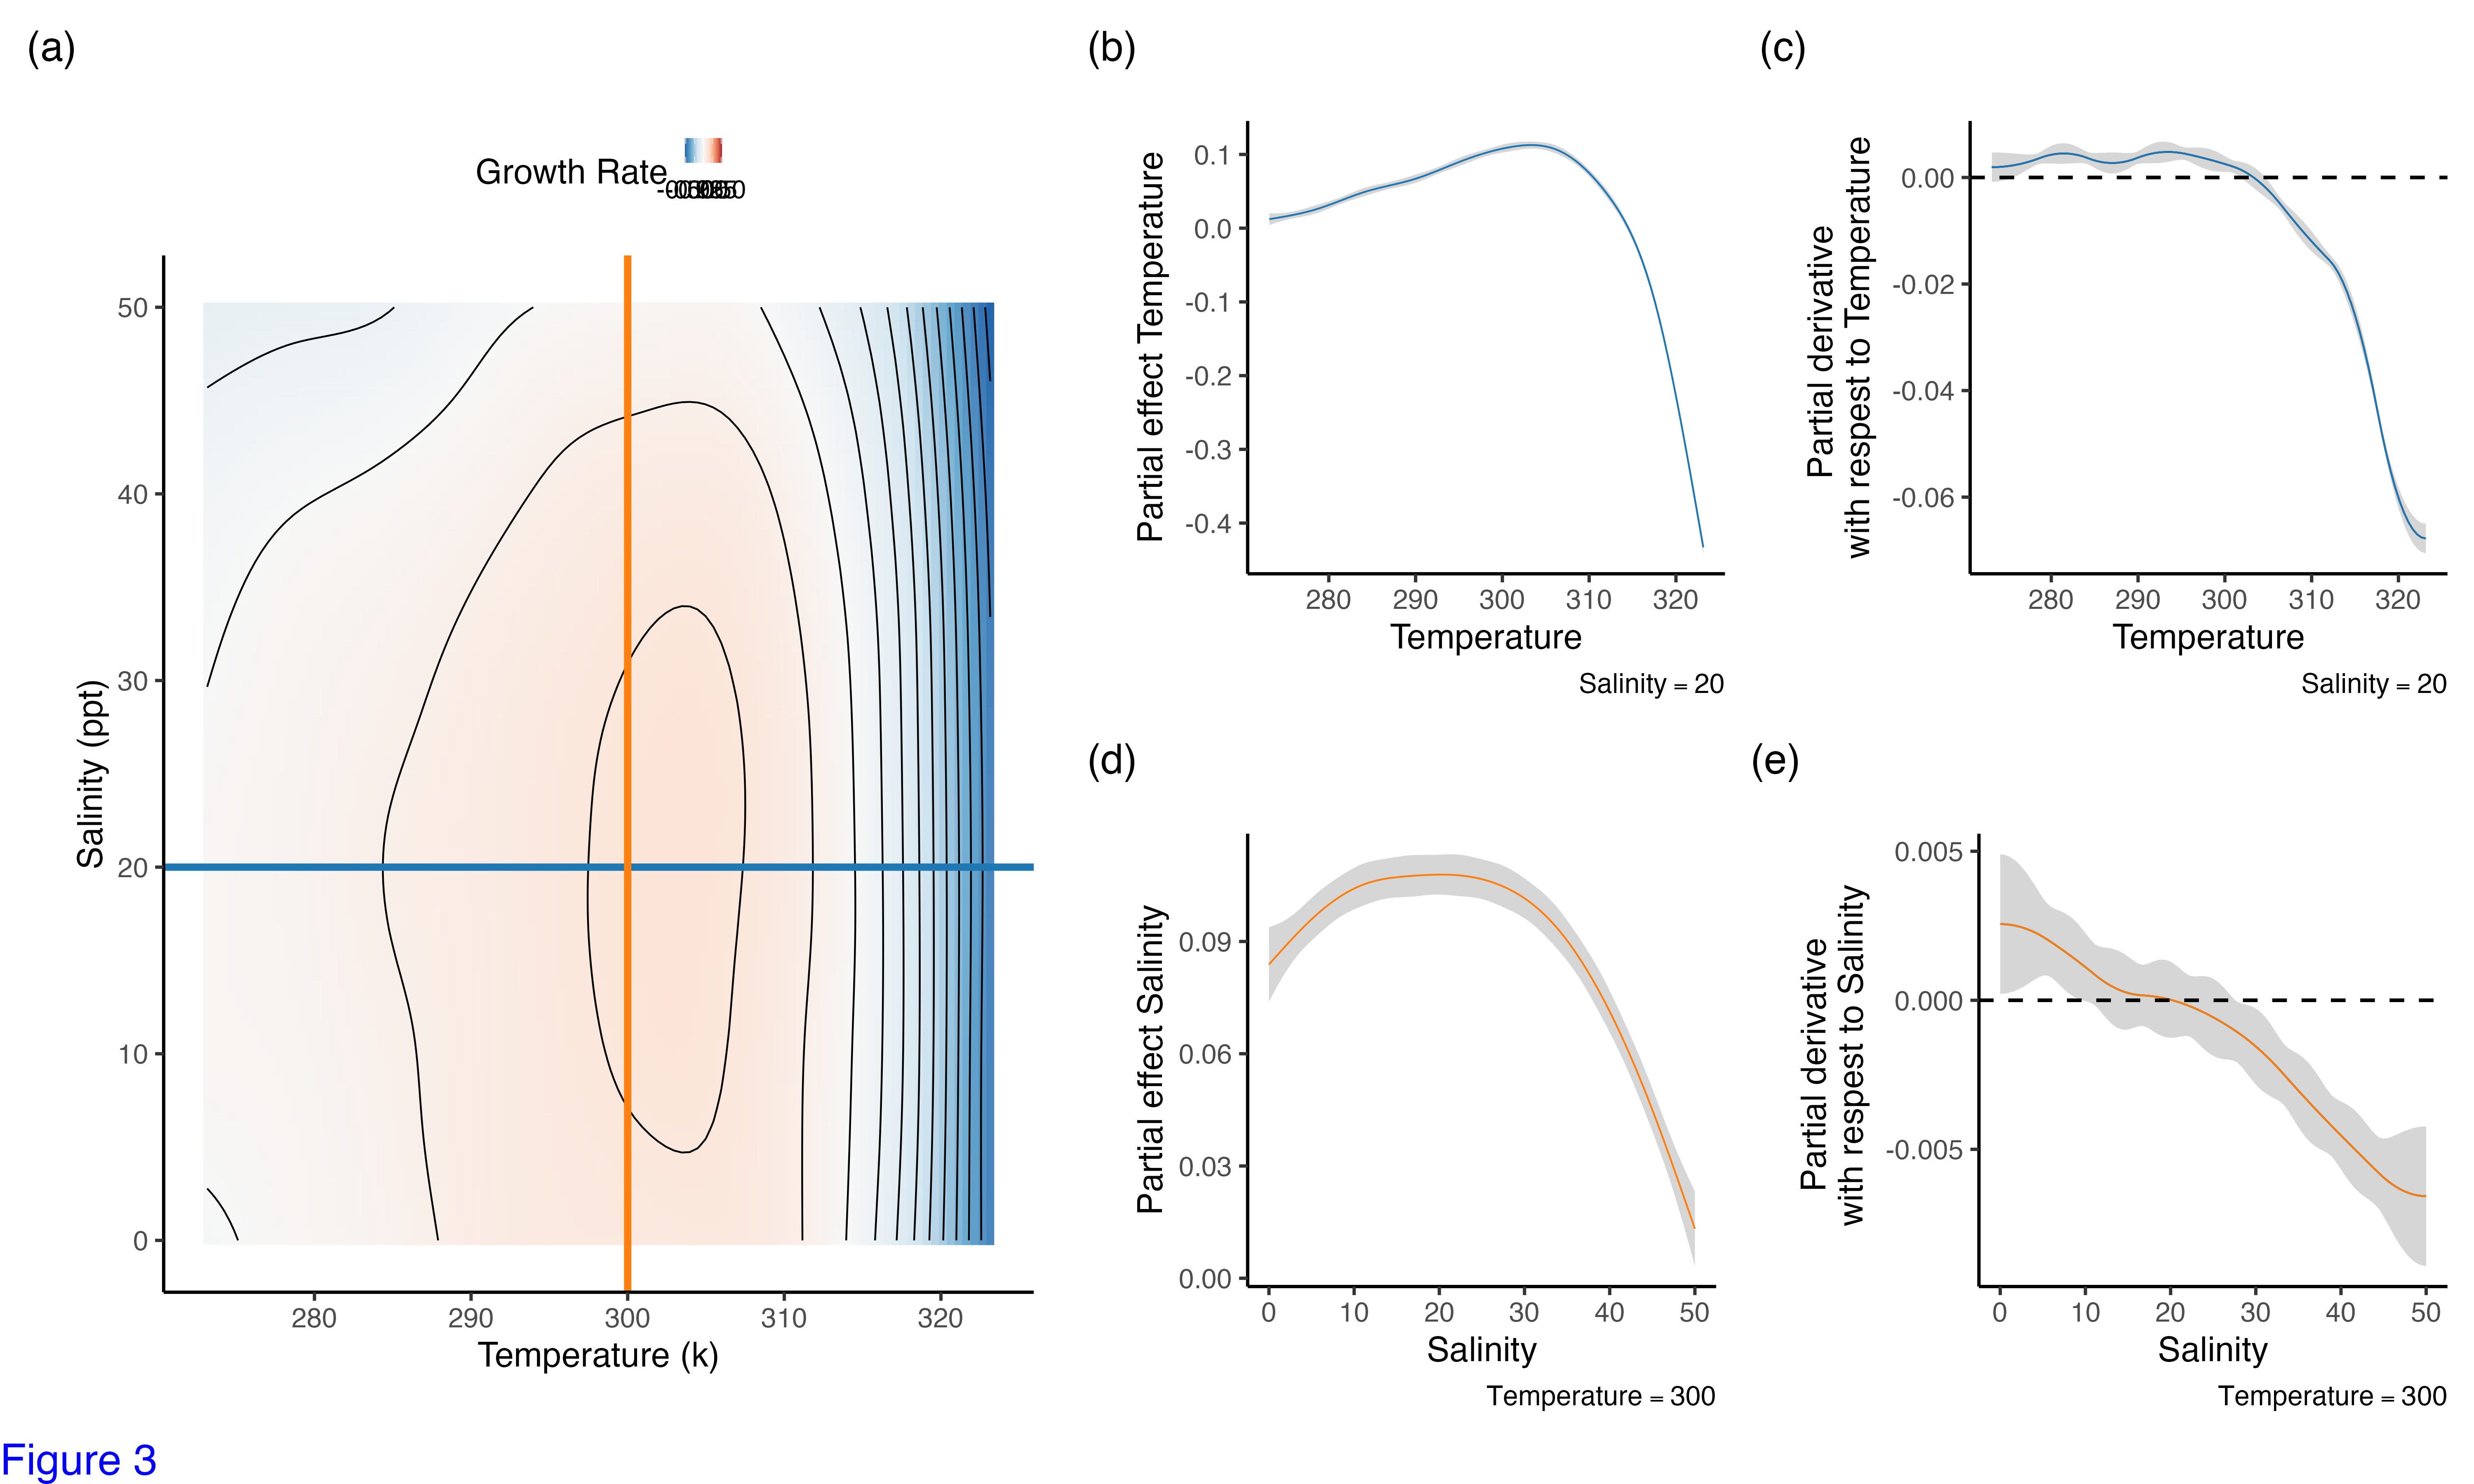 (a)
Growth Rate
50
40
30
20
10
0
Salinity (ppt)
280 290 300 310 320
Temperature (k)
(b)
0.1
0.0
-0.1
-0.2
-0.3
-0.4
Partial effect Temperature
280 290 300 310 320
Temperature
Salinity = 20
(c)
0.00
-0.02
-0.04
-0.06
Partial derivative
with respest to Temperature
280 290 300 310 320
Temperature
Salinity = 20
(d)
0.09
0.06
0.03
0.00
Partial effect Salinity
0 10 20 30 40 50
Salinity
Temperature = 300
(e)
0.005
0.000
-0.005
Partial derivative
with respest to Salinity
0 10 20 30 40 50
Salinity
Temperature = 300
Figure 3